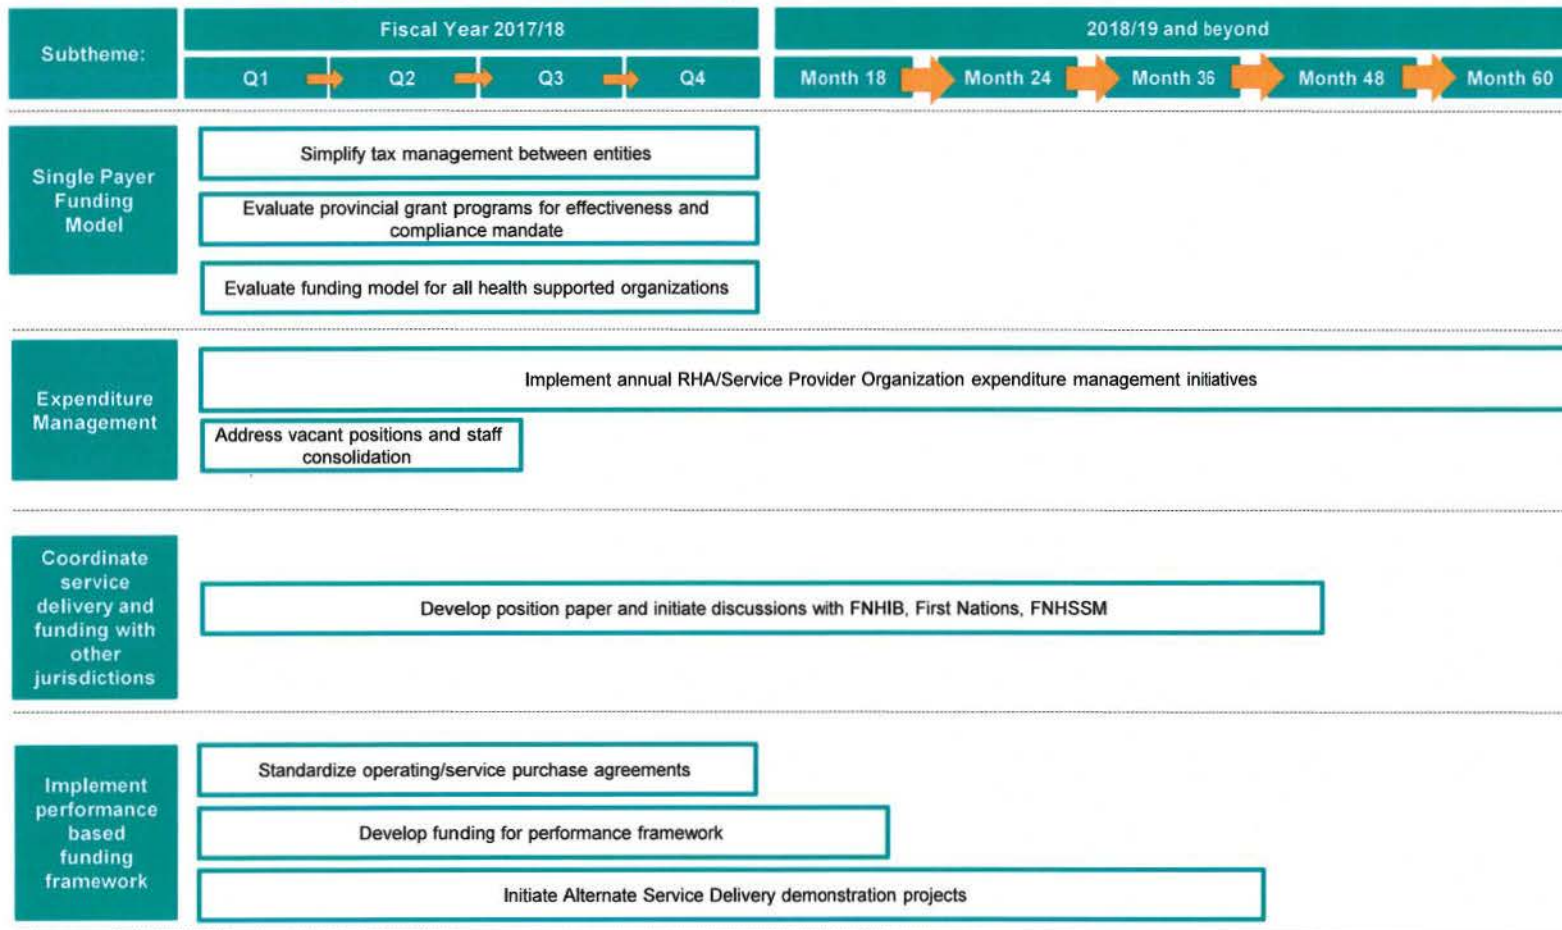 Subtheme:
Fiscal Year 2017/18
2018/19 and beyond
Q1
Q2
Q3
Q4
Month 18
Month 24
Month 36
Month 48
Month 60
Single Payer
Funding
Model
Simplify tax management between entities
Evaluate provincial grant programs for effectiveness and
compliance mandate
Evaluate funding model for all health supported organizations
Expenditure
Management
Implement annual RHA/Service Provider Organization expenditure management initiatives
Address vacant positions and staff
consolidation
Coordinate
service
delivery and
funding with
other
jurisdictions
Develop position paper and initiate discussions with FNHIB, First Nations, FNHSSM
Implement
performance
based
funding
framework
Standardize operating/service purchase agreements
Develop funding for performance framework
Initiate Alternate Service Delivery demonstration projects